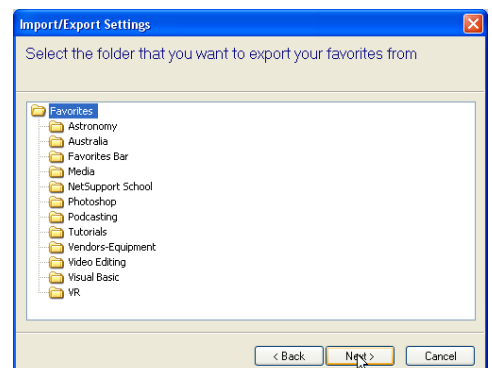 Import/Export Settings
Select the folder that you want to export your favorites from
Favorites
Astronomy
Australia
Favorites Bar
Media
NetSupport School
Photoshop
Podcasting
Tutorials
Vendors-Equipment
Video Editing
Visual Basic
VR
< Back Next > Cancel